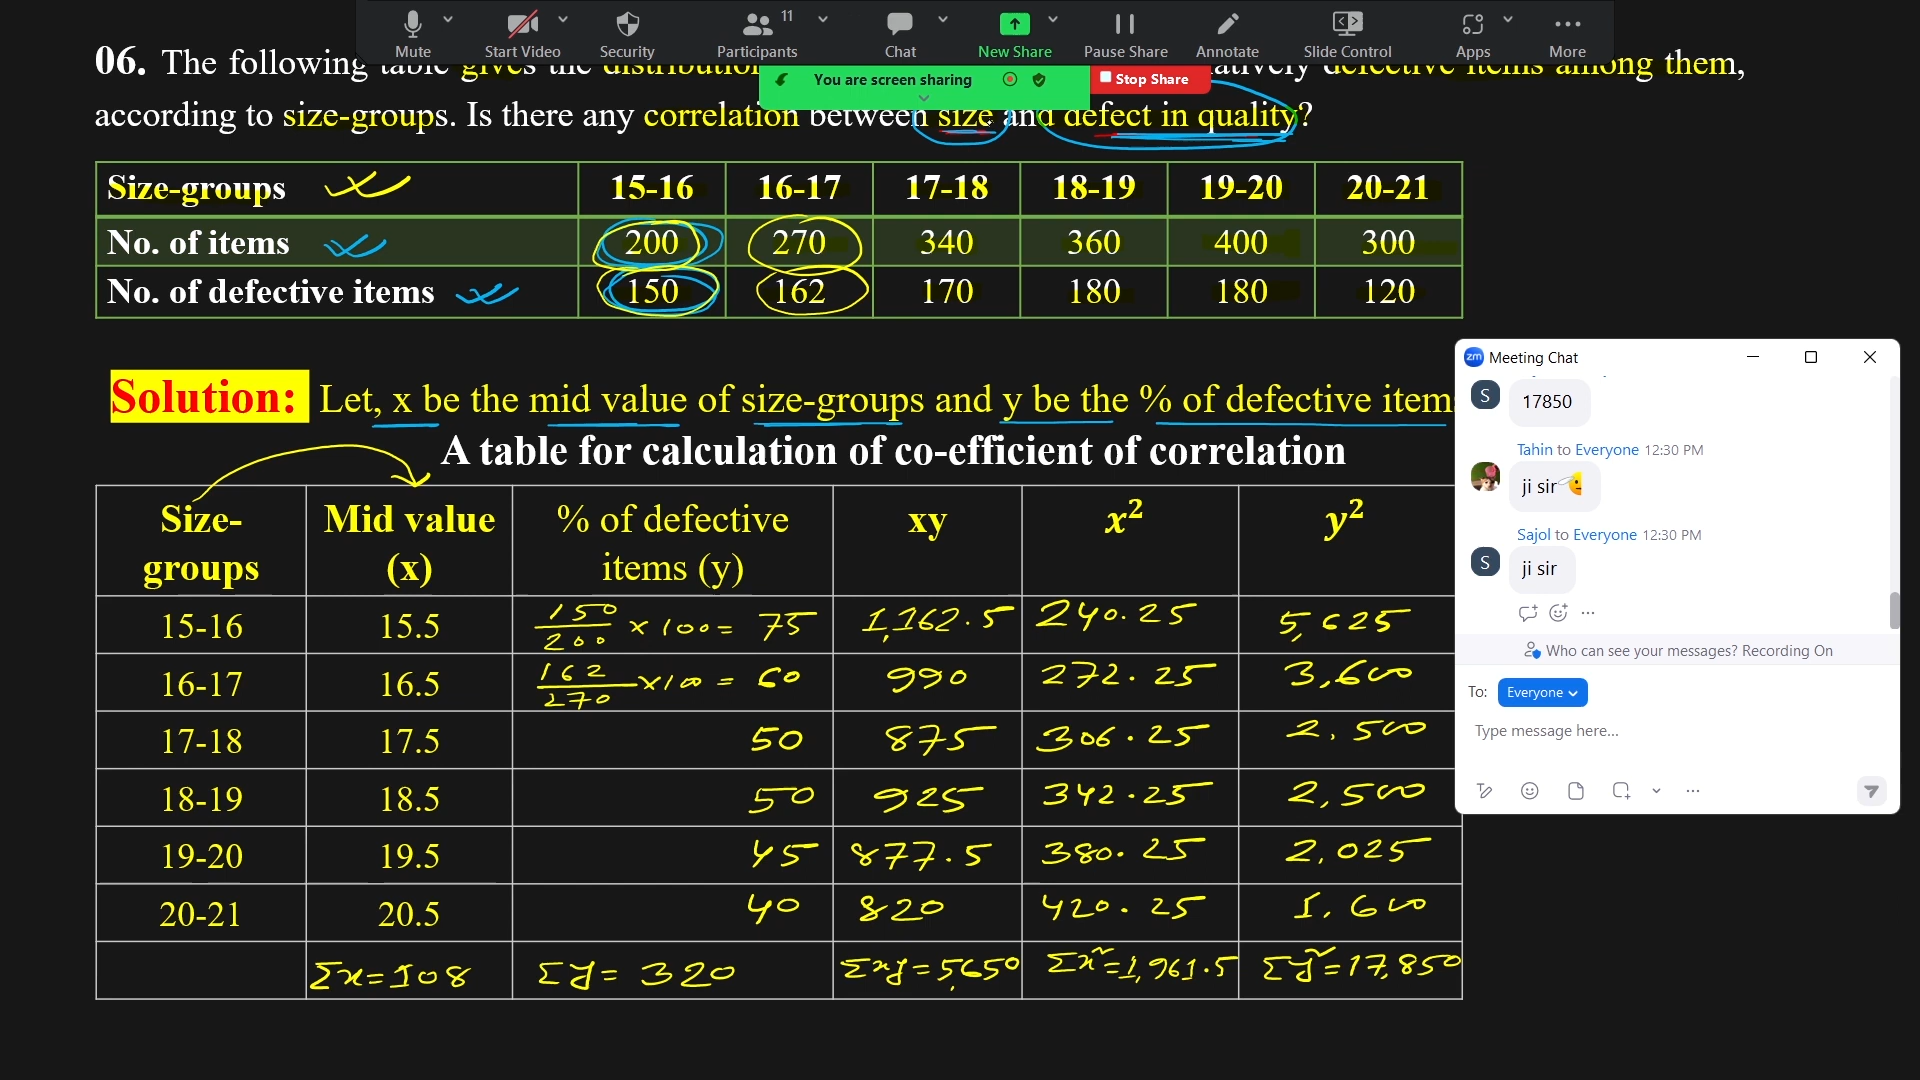 Mute
Start Video
Security
Participants
11
Chat
New Share
Pause Share
Annotate
Slide Control
Apps
More
You are screen sharing
Stop Share
06. The following table gives the distribution atively defective items among them,
according to size-groups. Is there any correlation between size and defect in quality?
Size-groups 15-16 16-17 17-18 18-19 19-20 20-21
No. of items 200 270 340 360 400 300
No. of defective items 150 162 170 180 180 120
Solution: Let, x be the mid value of size-groups and y be the % of defective item
A table for calculation of co-efficient of correlation
Size-groups Mid value (x) % of defective items (y) xy x² y²
15-16 15.5 150/200 × 100 = 75 1,162.5 240.25 5,625
16-17 16.5 162/270 × 100 = 60 990 272.25 3,600
17-18 17.5 50 875 306.25 2,500
18-19 18.5 50 925 342.25 2,500
19-20 19.5 45 877.5 380.25 2,025
20-21 20.5 40 820 420.25 1,600
Σx=108 Σy=320 Σxy=5,650 Σx²=1,961.5 Σy²=17,850
zm Meeting Chat
S
17850
Tahin to Everyone 12:30 PM
ji sir
Sajol to Everyone 12:30 PM
S
ji sir
Who can see your messages? Recording On
To: Everyone
Type message here...